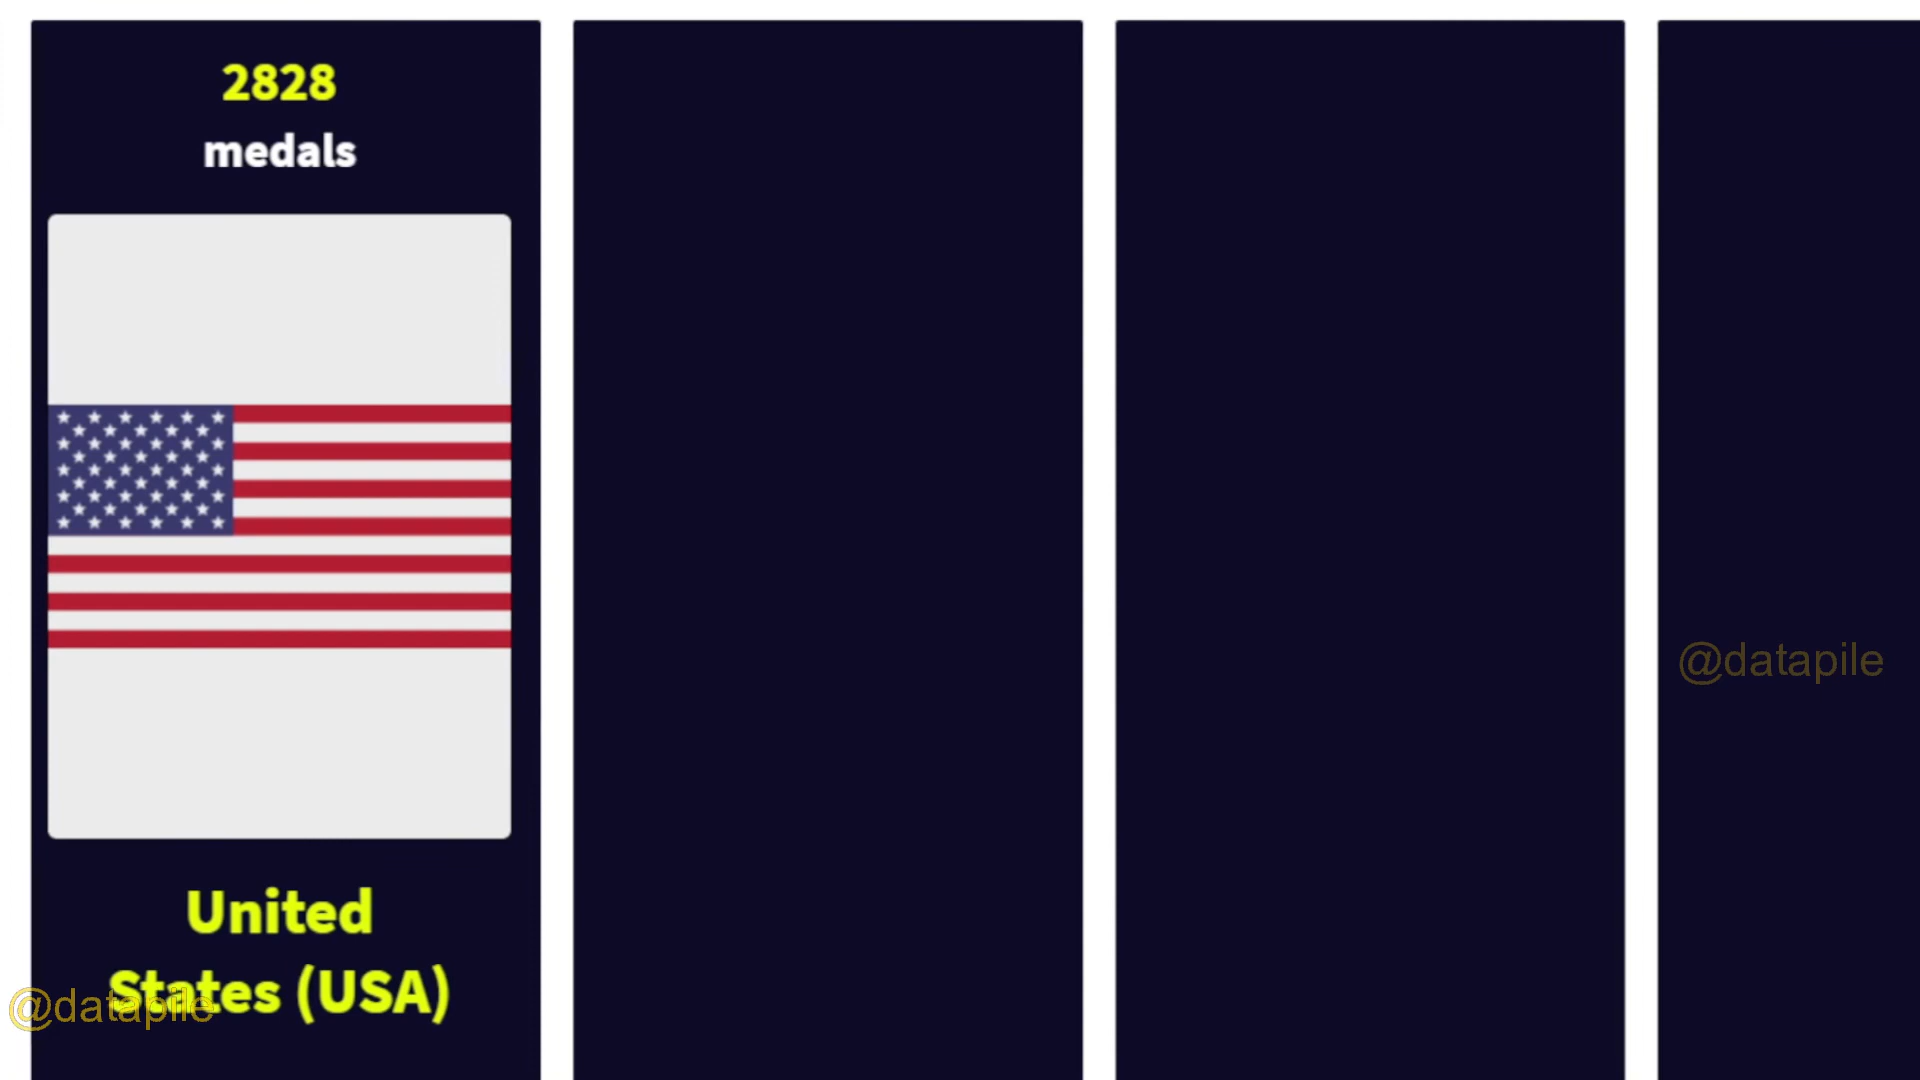 2828
medals
United
States (USA)
@datapile
@datapile